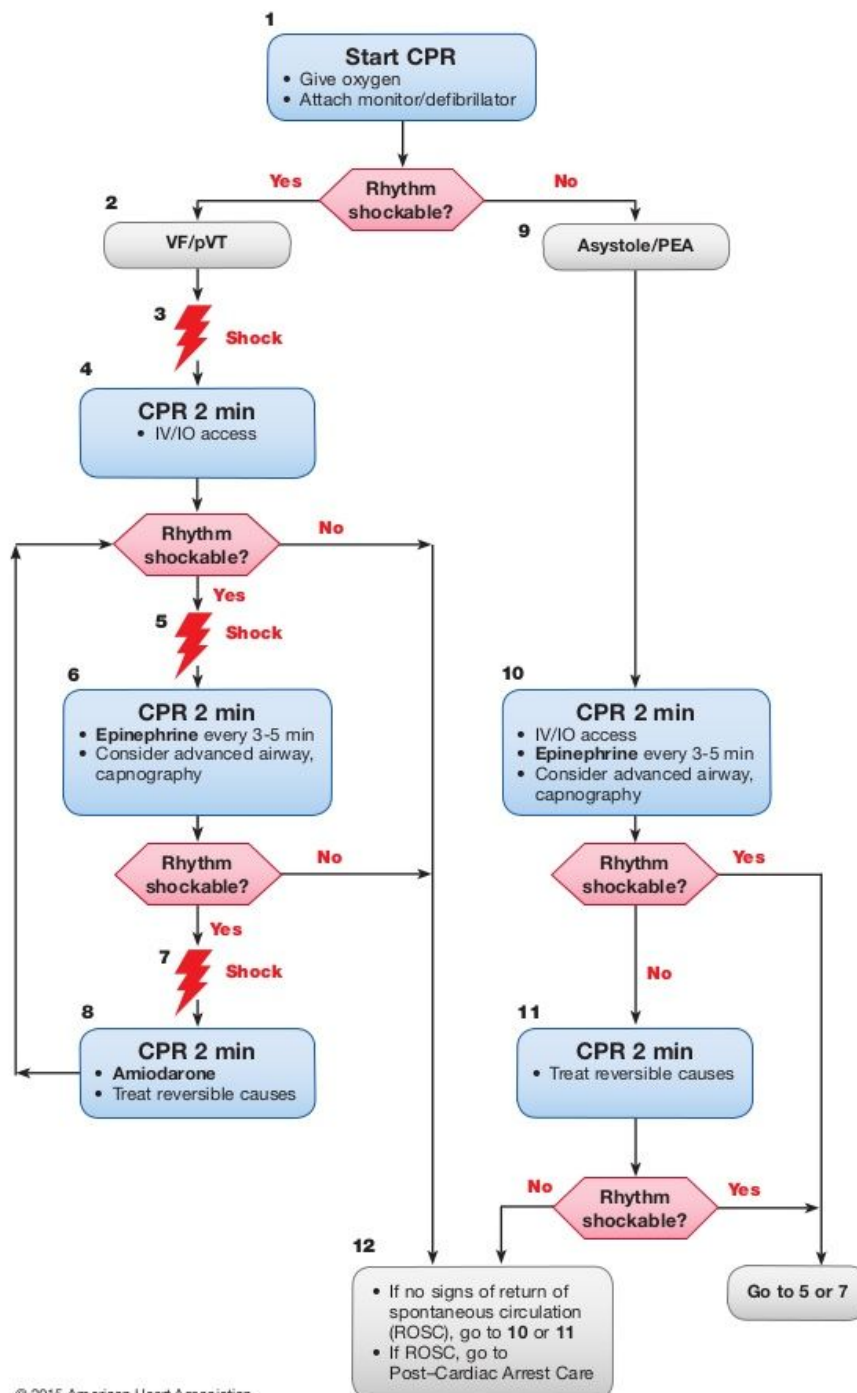 1
Start CPR
• Give oxygen
• Attach monitor/defibrillator
Rhythm
shockable?
Yes
No
2
VF/pVT
9
Asystole/PEA
3
Shock
4
CPR 2 min
• IV/IO access
Rhythm
shockable?
No
Yes
5
Shock
6
CPR 2 min
• Epinephrine every 3-5 min
• Consider advanced airway,
capnography
10
CPR 2 min
• IV/IO access
• Epinephrine every 3-5 min
• Consider advanced airway,
capnography
Rhythm
shockable?
No
Yes
Rhythm
shockable?
Yes
No
7
Shock
8
CPR 2 min
• Amiodarone
• Treat reversible causes
11
CPR 2 min
• Treat reversible causes
No
Rhythm
shockable?
Yes
12
• If no signs of return of
spontaneous circulation
(ROSC), go to 10 or 11
• If ROSC, go to
Post–Cardiac Arrest Care
Go to 5 or 7
© 2015 American Heart Association